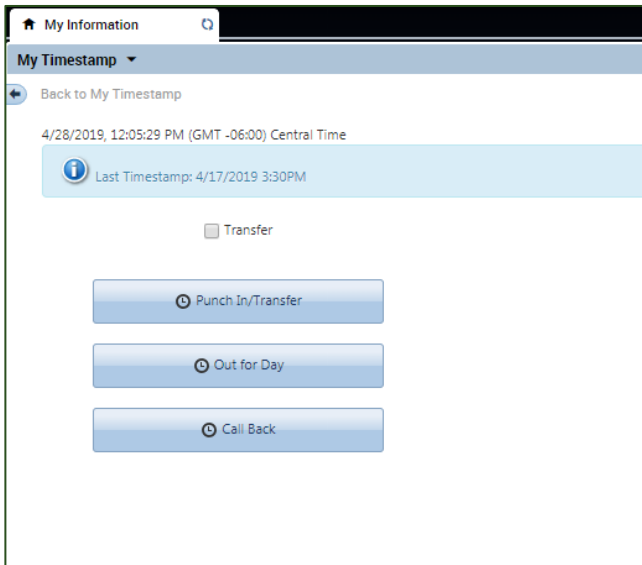 My Information
My Timestamp
Back to My Timestamp
4/28/2019, 12:05:29 PM (GMT -06:00) Central Time
Last Timestamp: 4/17/2019 3:30PM
Transfer
Punch In/Transfer
Out for Day
Call Back